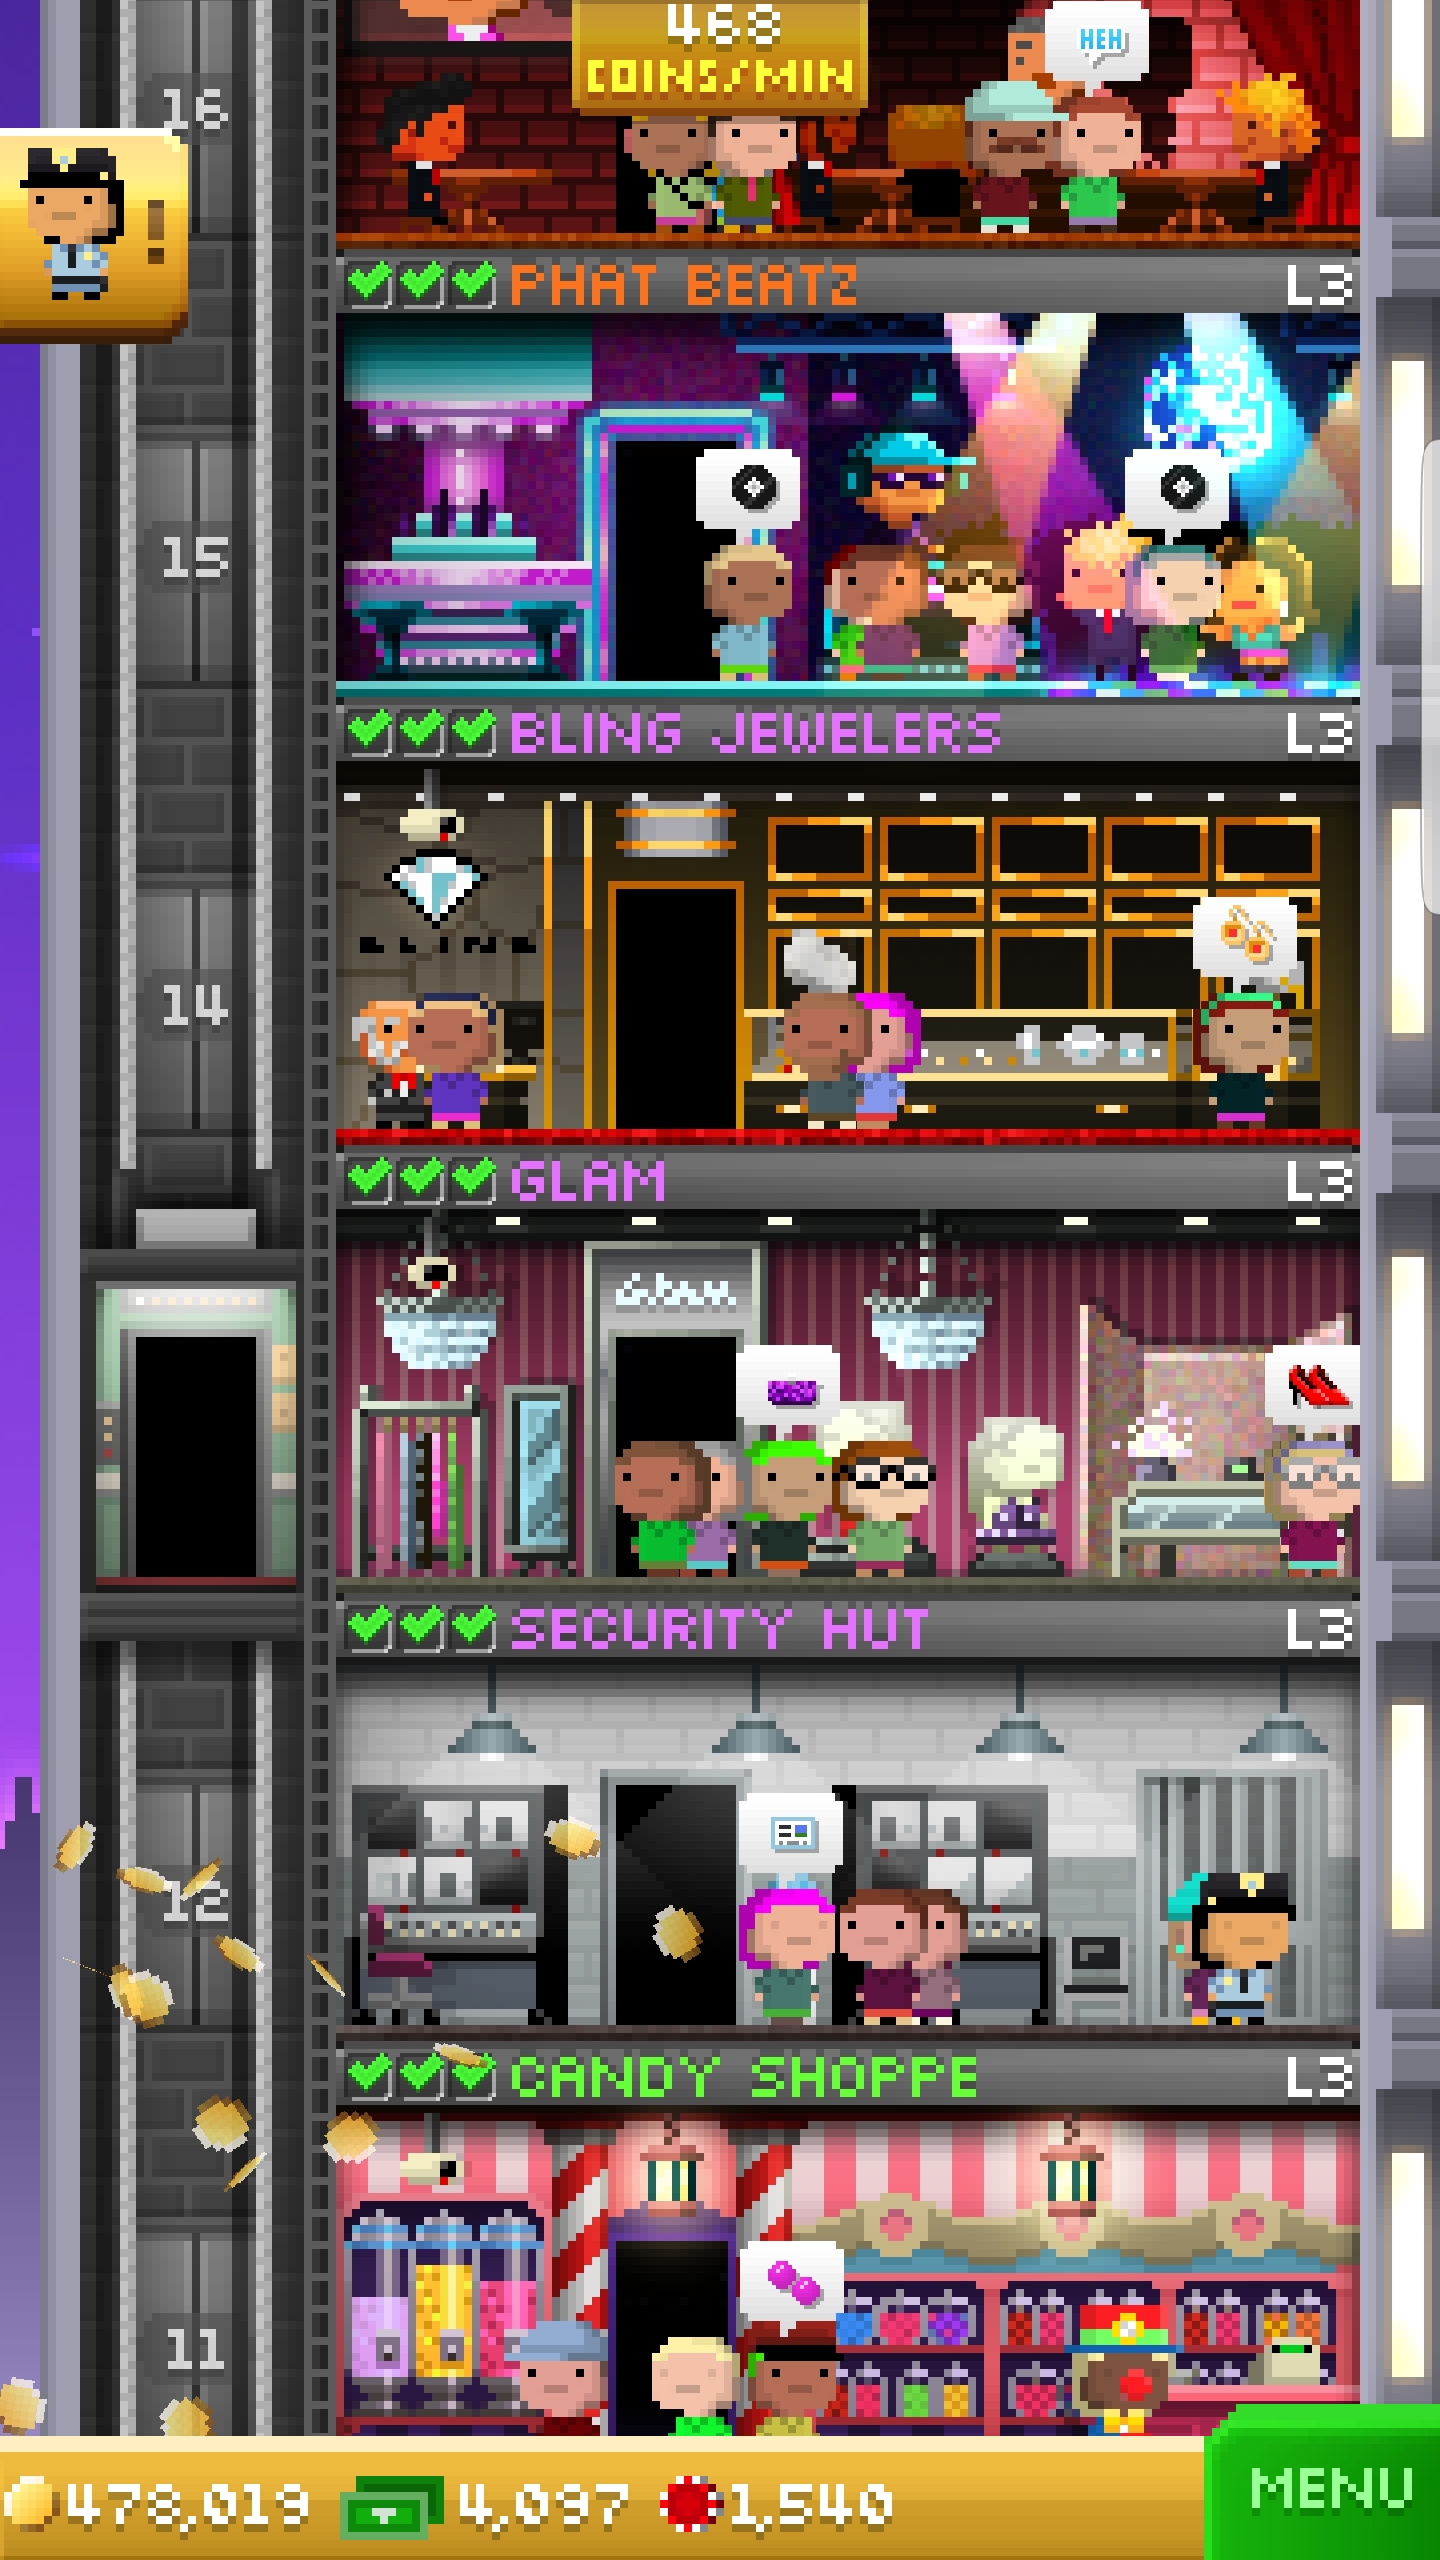 468
COINS/MIN
HEH
16
!
PHAT BEATZ L3
15
BLING JEWELERS L3
BLING
14
GLAM L3
Glam
SECURITY HUT L3
12
CANDY SHOPPE L3
11
478,019 4,097 1,540 MENU